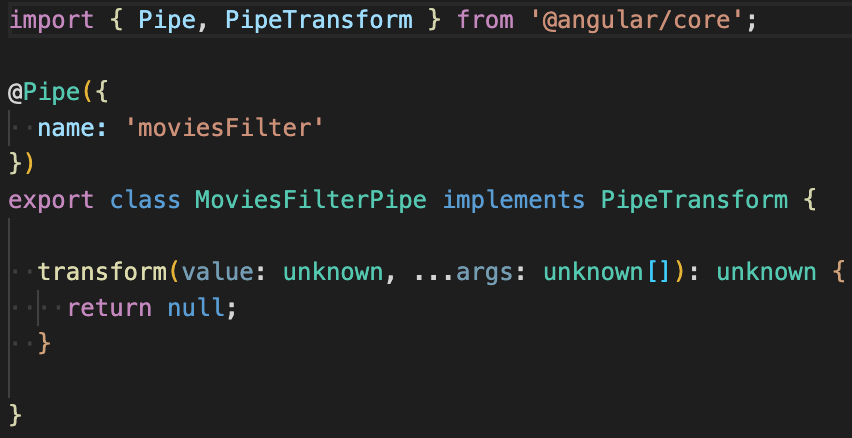 import { Pipe, PipeTransform } from '@angular/core';
@Pipe({
  name: 'moviesFilter'
})
export class MoviesFilterPipe implements PipeTransform {
  transform(value: unknown, ...args: unknown[]): unknown {
    return null;
  }
}